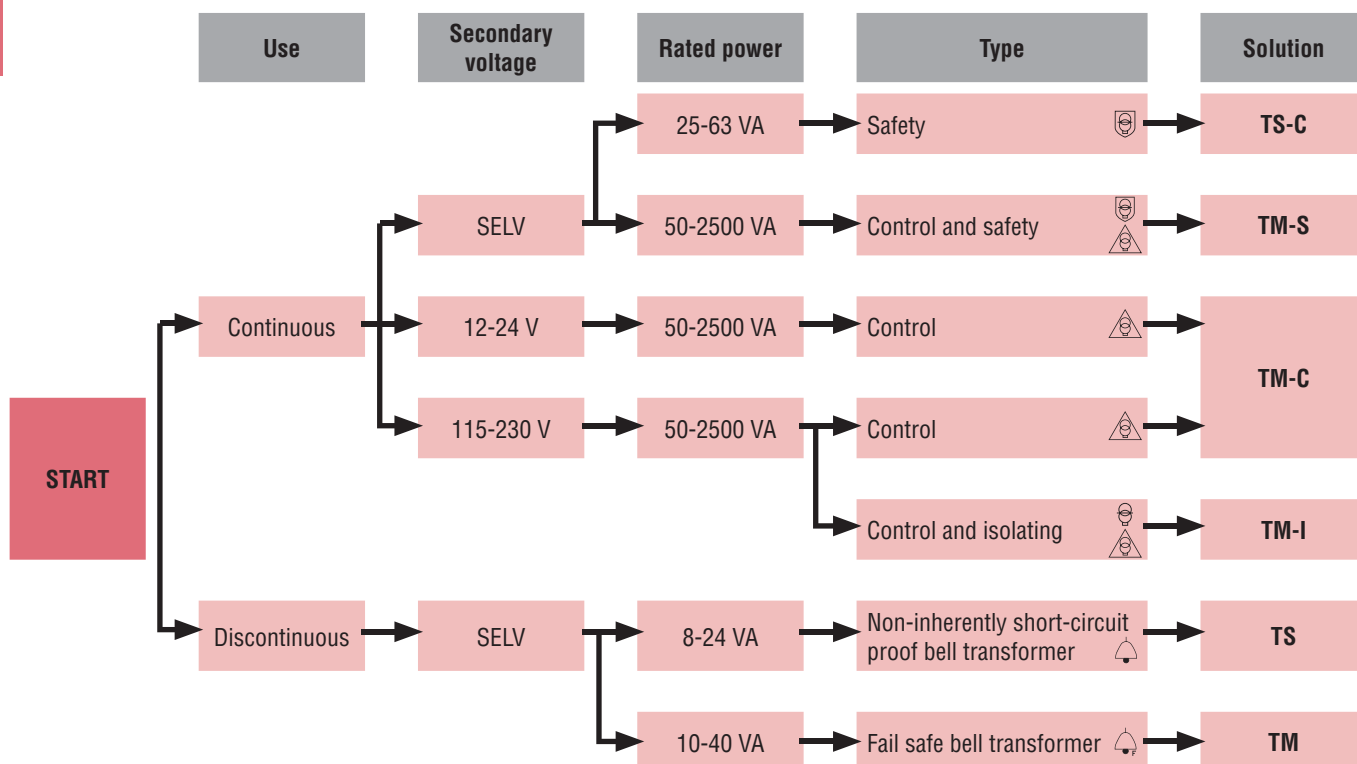 Use
Secondary
voltage
Rated power
Type
Solution
25-63 VA
Safety
TS-C
SELV
50-2500 VA
Control and safety
TM-S
Continuous
12-24 V
50-2500 VA
Control
TM-C
115-230 V
50-2500 VA
Control
START
Control and isolating
TM-I
Discontinuous
SELV
8-24 VA
Non-inherently short-circuit
proof bell transformer
TS
10-40 VA
Fail safe bell transformer
F
TM